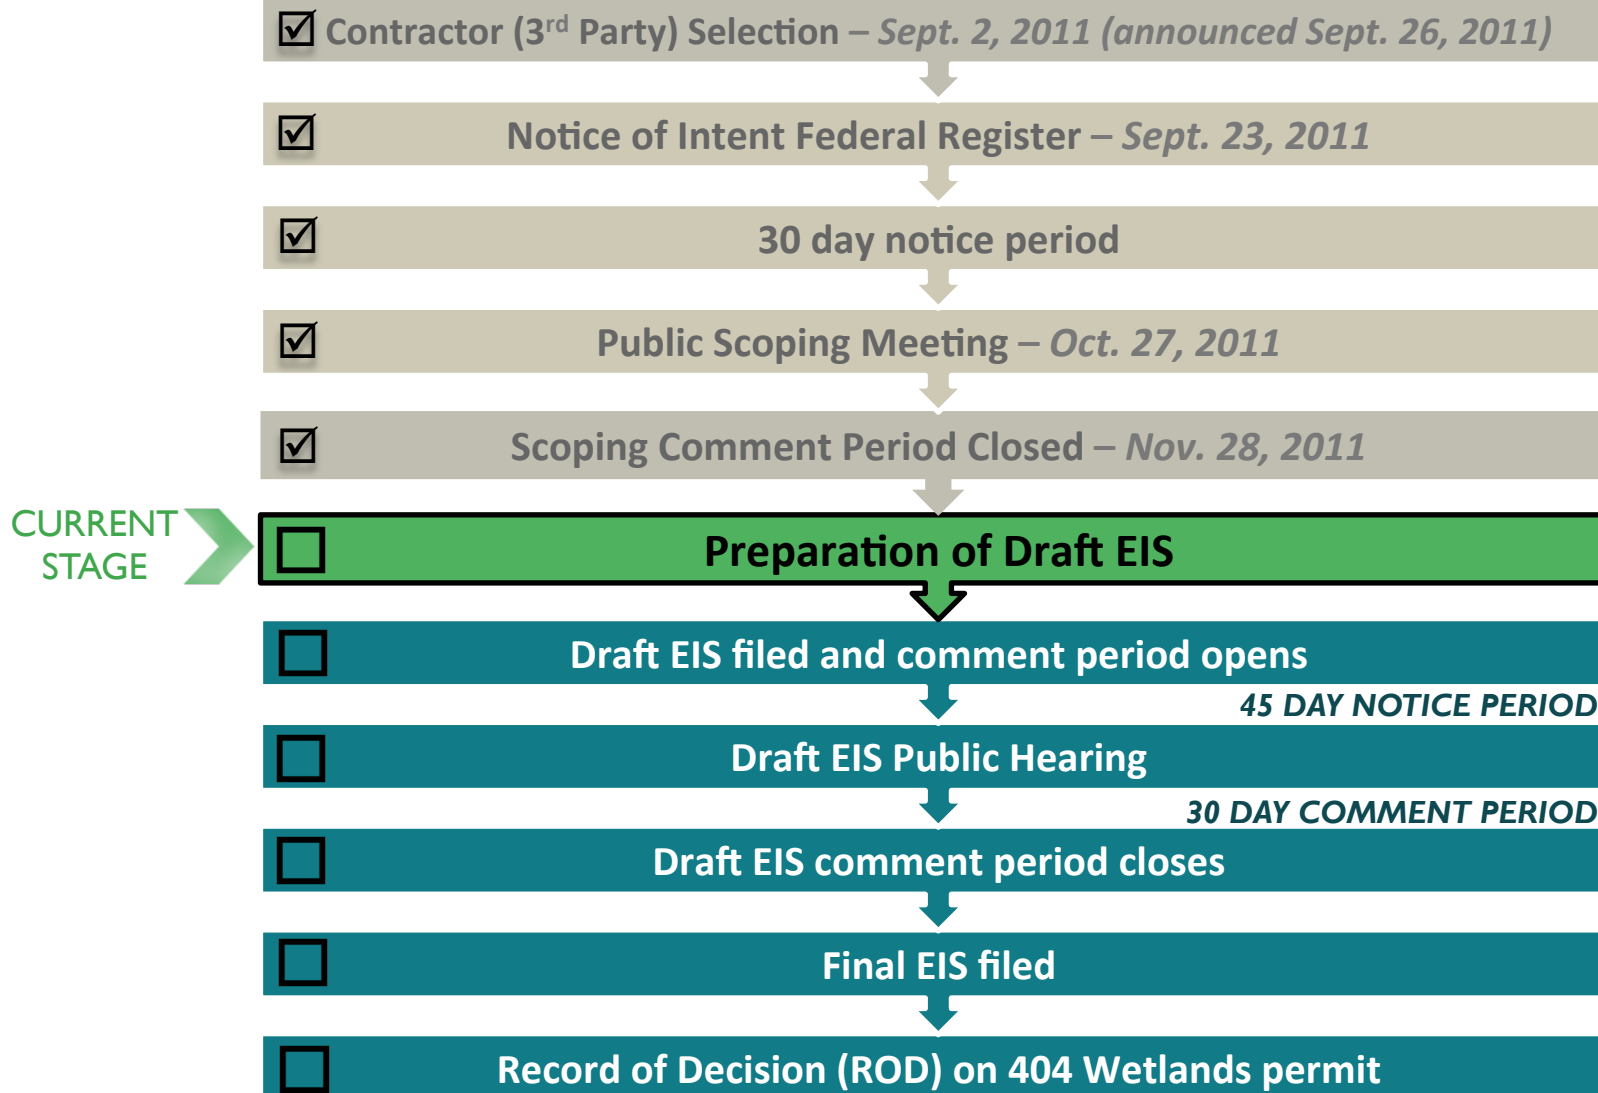 Contractor (3rd Party) Selection – Sept. 2, 2011 (announced Sept. 26, 2011)
Notice of Intent Federal Register – Sept. 23, 2011
30 day notice period
Public Scoping Meeting – Oct. 27, 2011
Scoping Comment Period Closed – Nov. 28, 2011
CURRENT
STAGE
Preparation of Draft EIS
Draft EIS filed and comment period opens
45 DAY NOTICE PERIOD
Draft EIS Public Hearing
30 DAY COMMENT PERIOD
Draft EIS comment period closes
Final EIS filed
Record of Decision (ROD) on 404 Wetlands permit